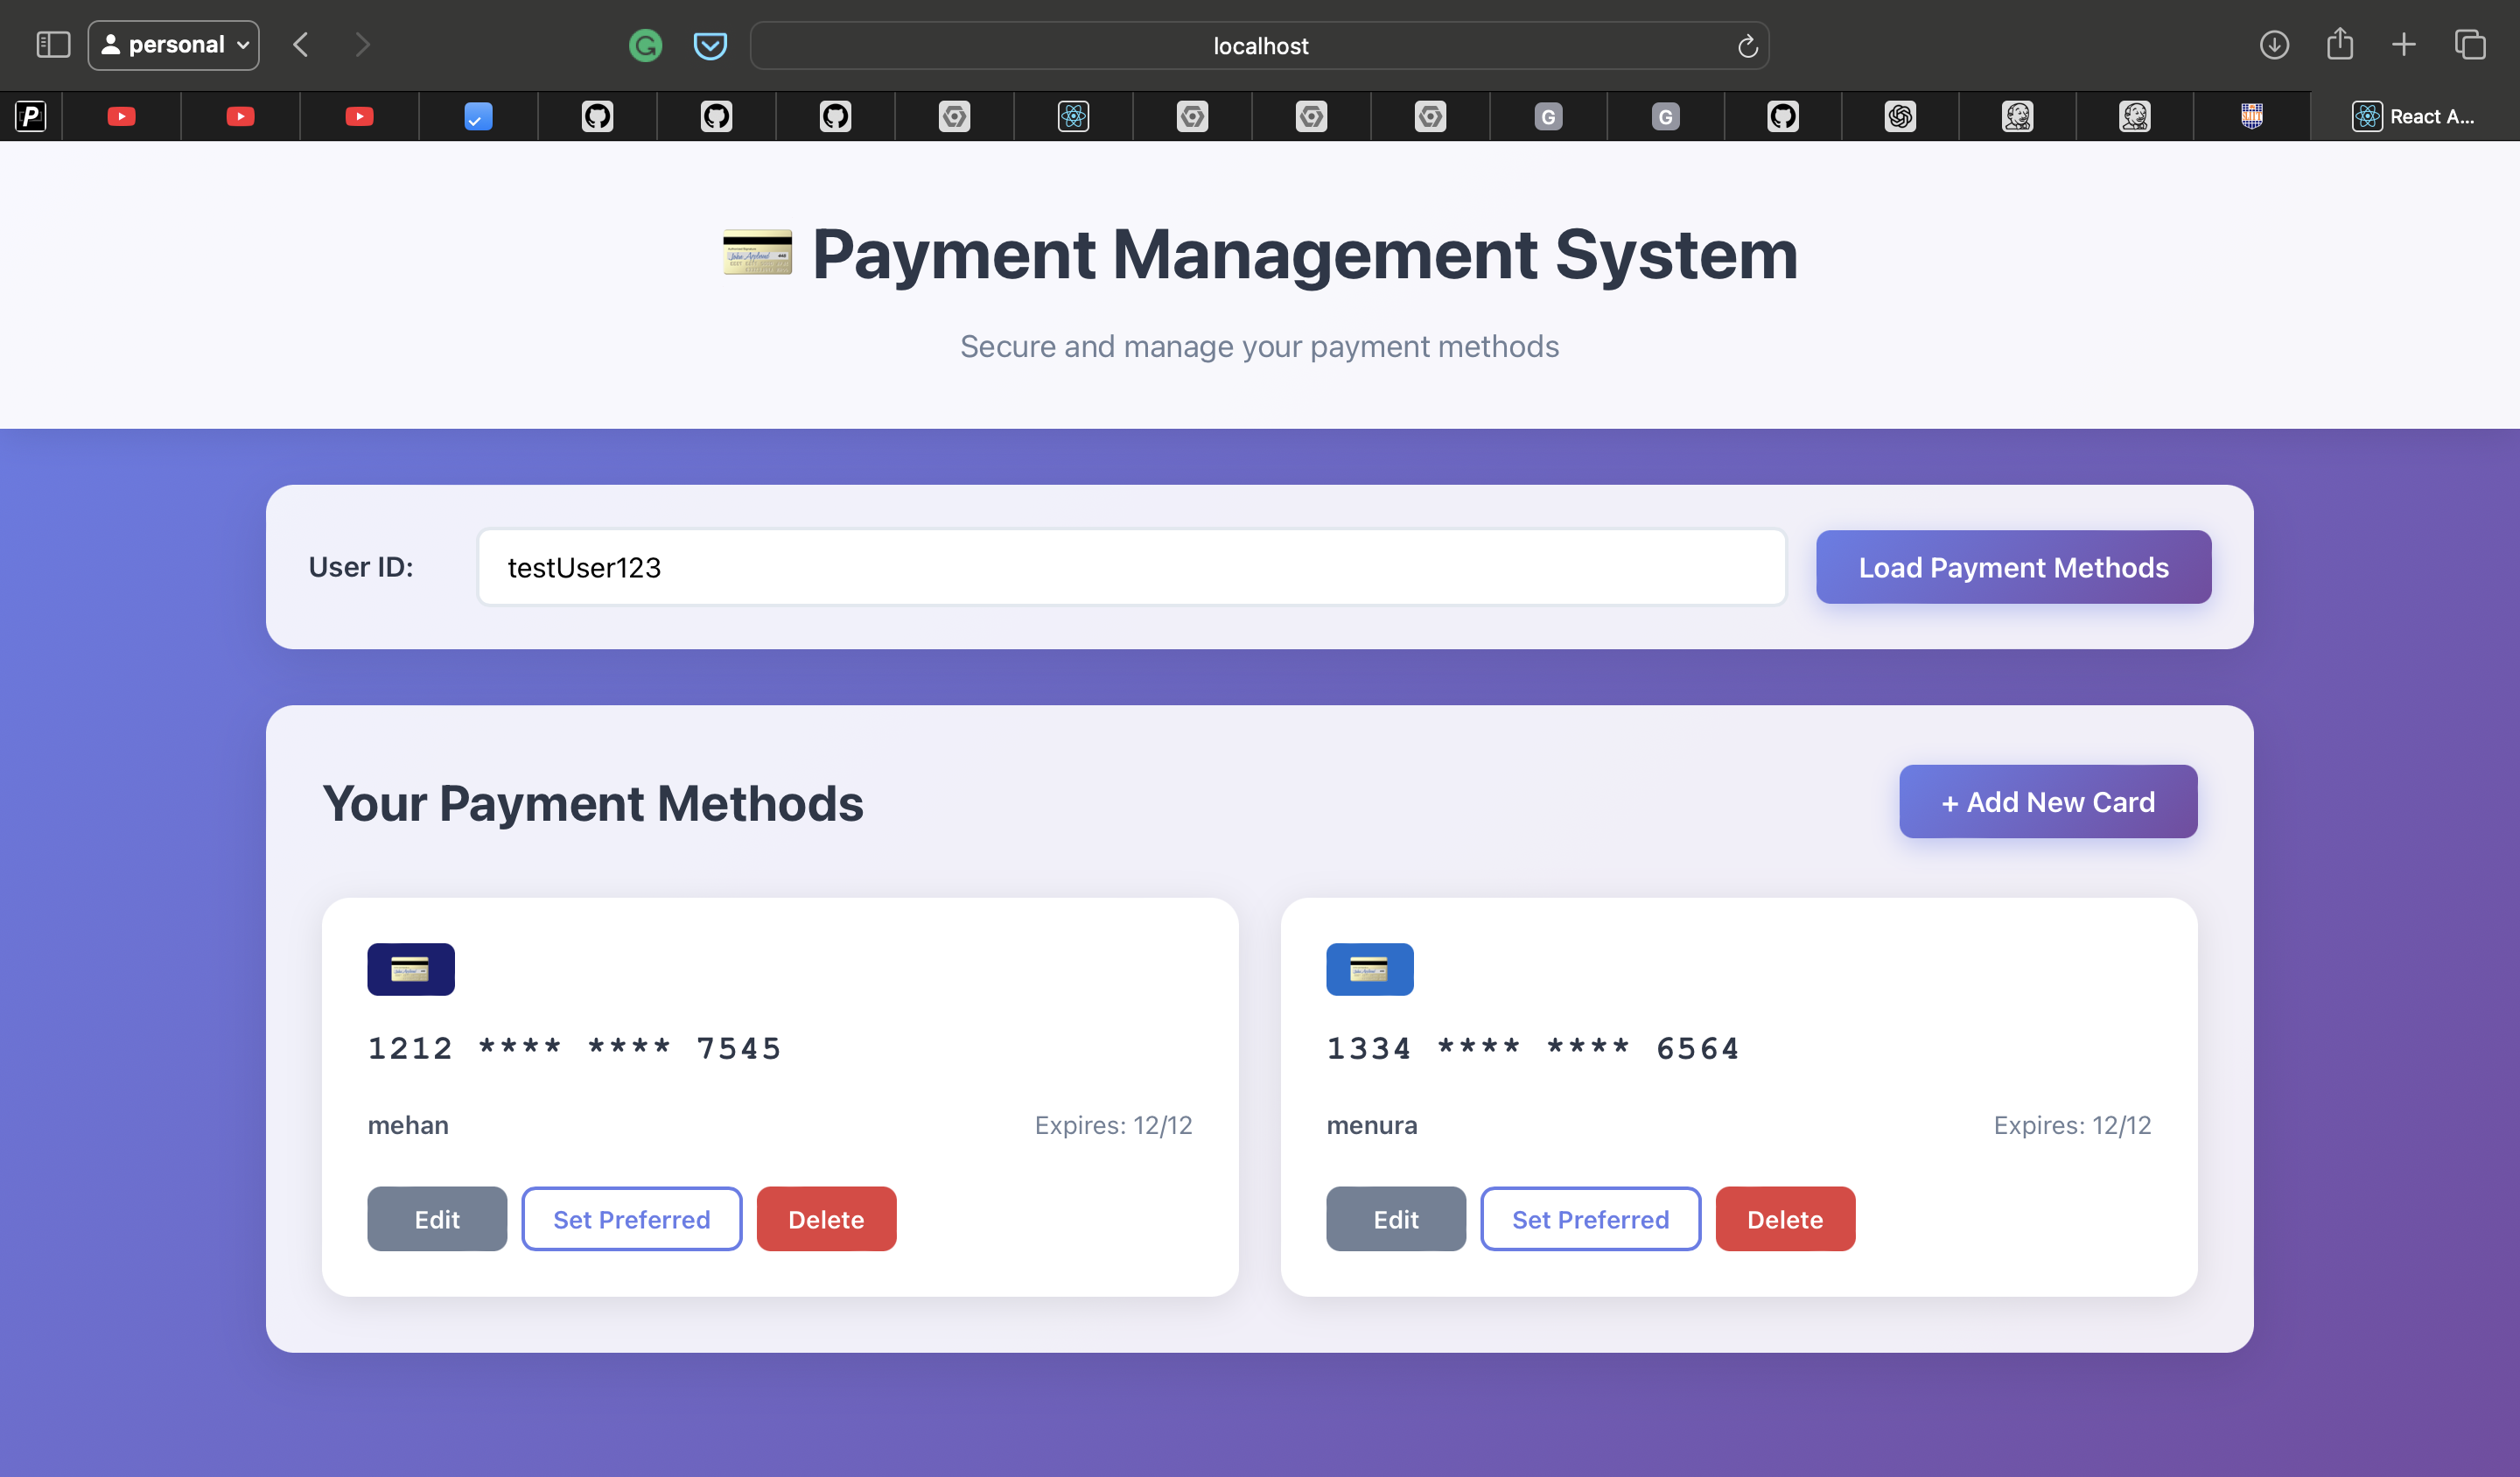 personal
localhost
React A...
Payment Management System
Secure and manage your payment methods
User ID:
testUser123
Load Payment Methods
Your Payment Methods
+ Add New Card
1212 **** **** 7545
mehan
Expires: 12/12
Edit
Set Preferred
Delete
1334 **** **** 6564
menura
Expires: 12/12
Edit
Set Preferred
Delete